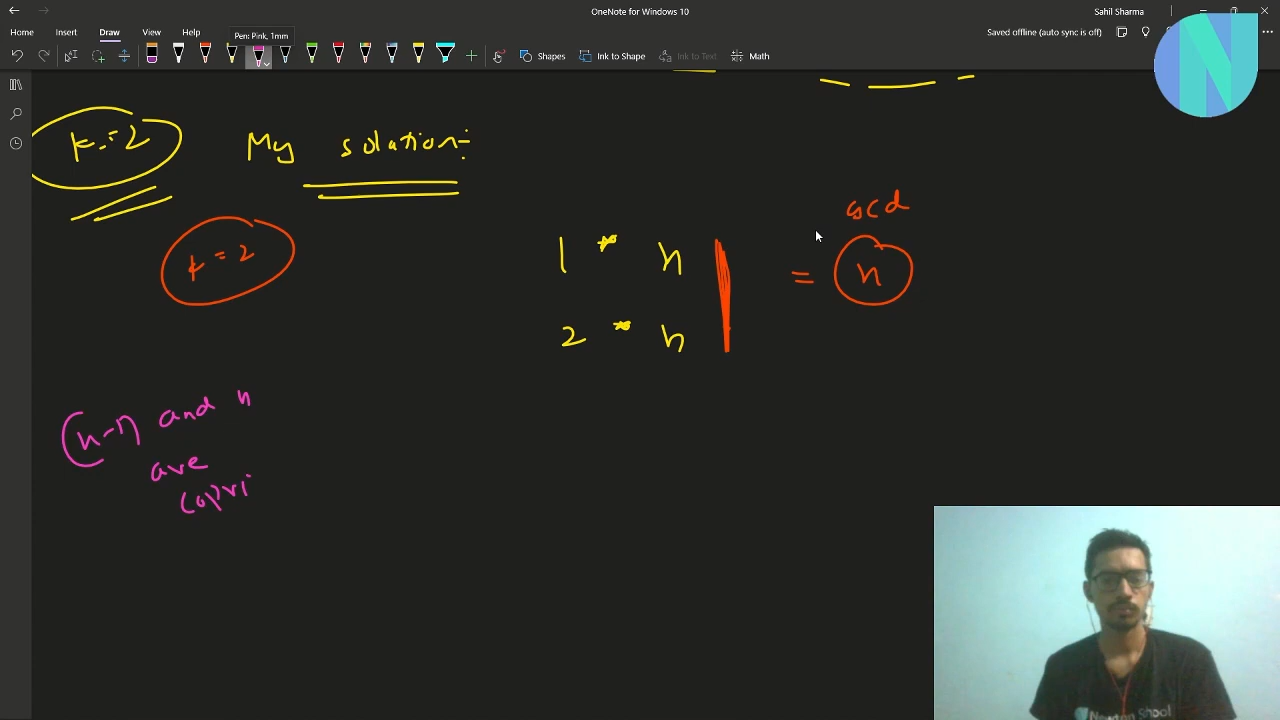 OneNote for Windows 10
Sahil Sharma
Home Insert Draw View Help
Pen: Pink, 1mm
Saved offline (auto sync is off)
Shapes Ink to Shape Ink to Text Math
K=2 My solution:
k=2
gcd
1 * n
= n
2 * n
(n-1) and n
are
copri
Newton School